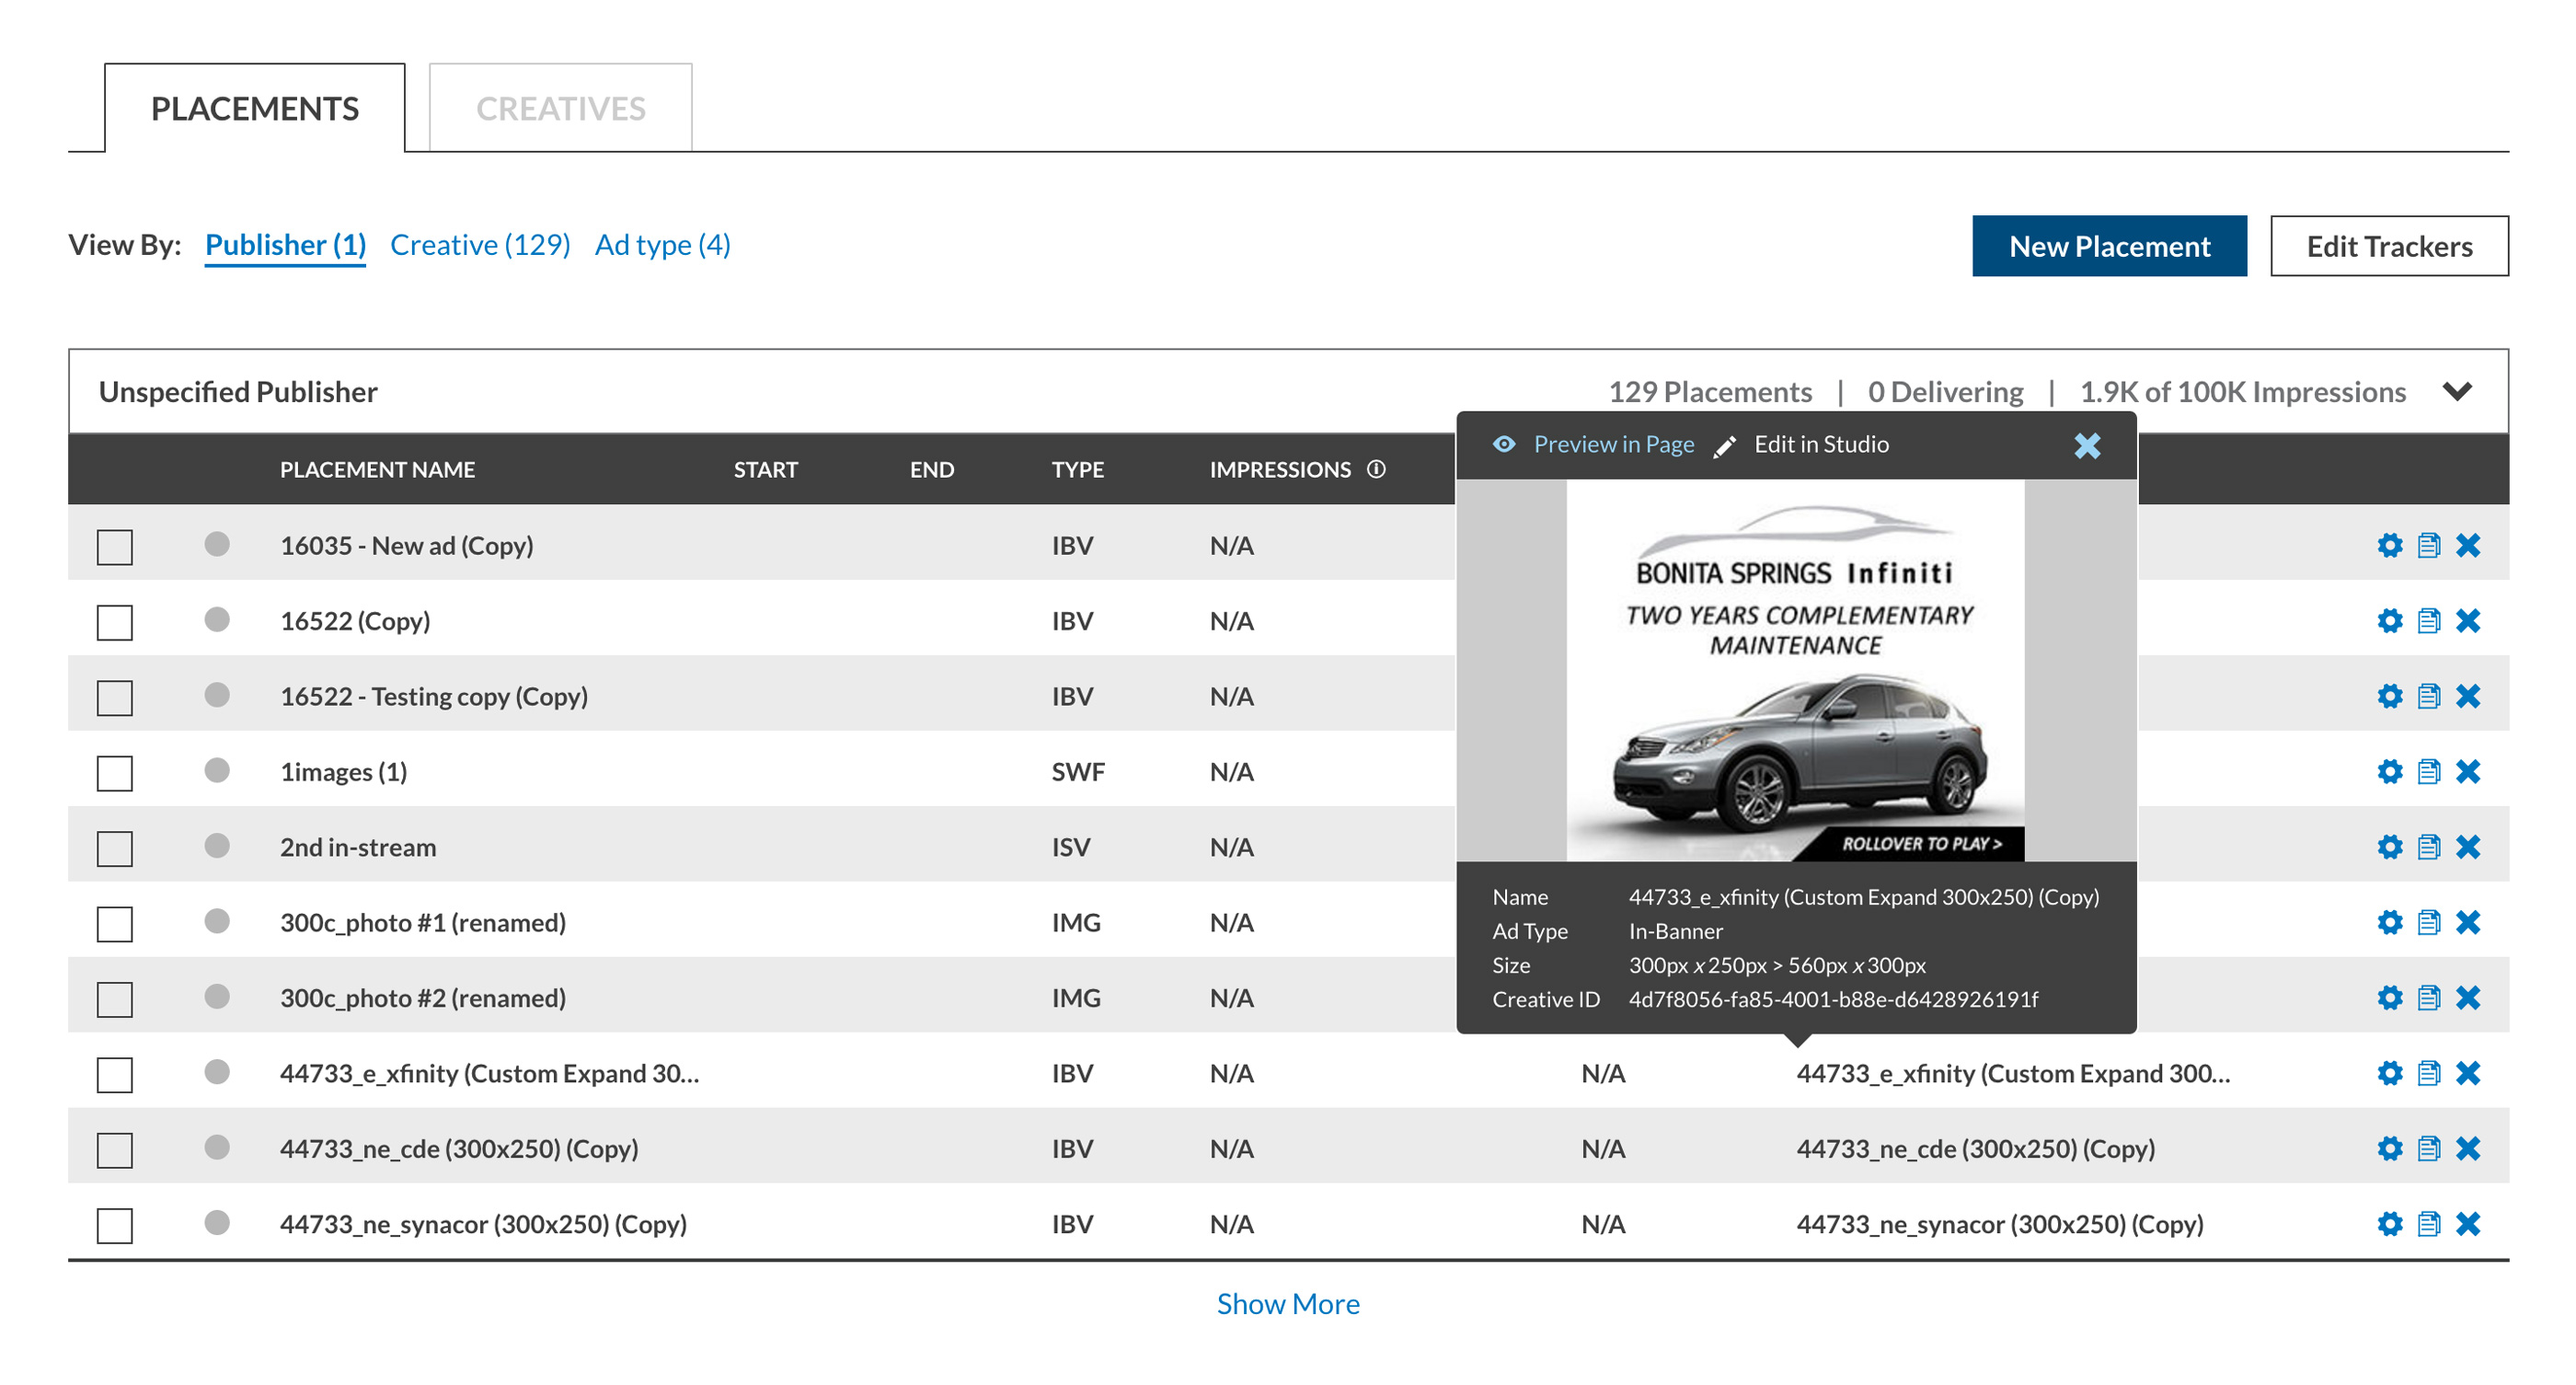 PLACEMENTS CREATIVES
View By: Publisher (1) Creative (129) Ad type (4) New Placement Edit Trackers
Unspecified Publisher 129 Placements | 0 Delivering | 1.9K of 100K Impressions
Preview in Page Edit in Studio
PLACEMENT NAME START END TYPE IMPRESSIONS
BONITA SPRINGS Infiniti
TWO YEARS COMPLEMENTARY
MAINTENANCE
ROLLOVER TO PLAY >
Name 44733_e_xfinity (Custom Expand 300x250) (Copy)
Ad Type In-Banner
Size 300px x 250px > 560px x 300px
Creative ID 4d7f8056-fa85-4001-b88e-d6428926191f
16035 - New ad (Copy) IBV N/A
16522 (Copy) IBV N/A
16522 - Testing copy (Copy) IBV N/A
1images (1) SWF N/A
2nd in-stream ISV N/A
300c_photo #1 (renamed) IMG N/A
300c_photo #2 (renamed) IMG N/A
44733_e_xfinity (Custom Expand 30... IBV N/A N/A 44733_e_xfinity (Custom Expand 300...
44733_ne_cde (300x250) (Copy) IBV N/A N/A 44733_ne_cde (300x250) (Copy)
44733_ne_synacor (300x250) (Copy) IBV N/A N/A 44733_ne_synacor (300x250) (Copy)
Show More